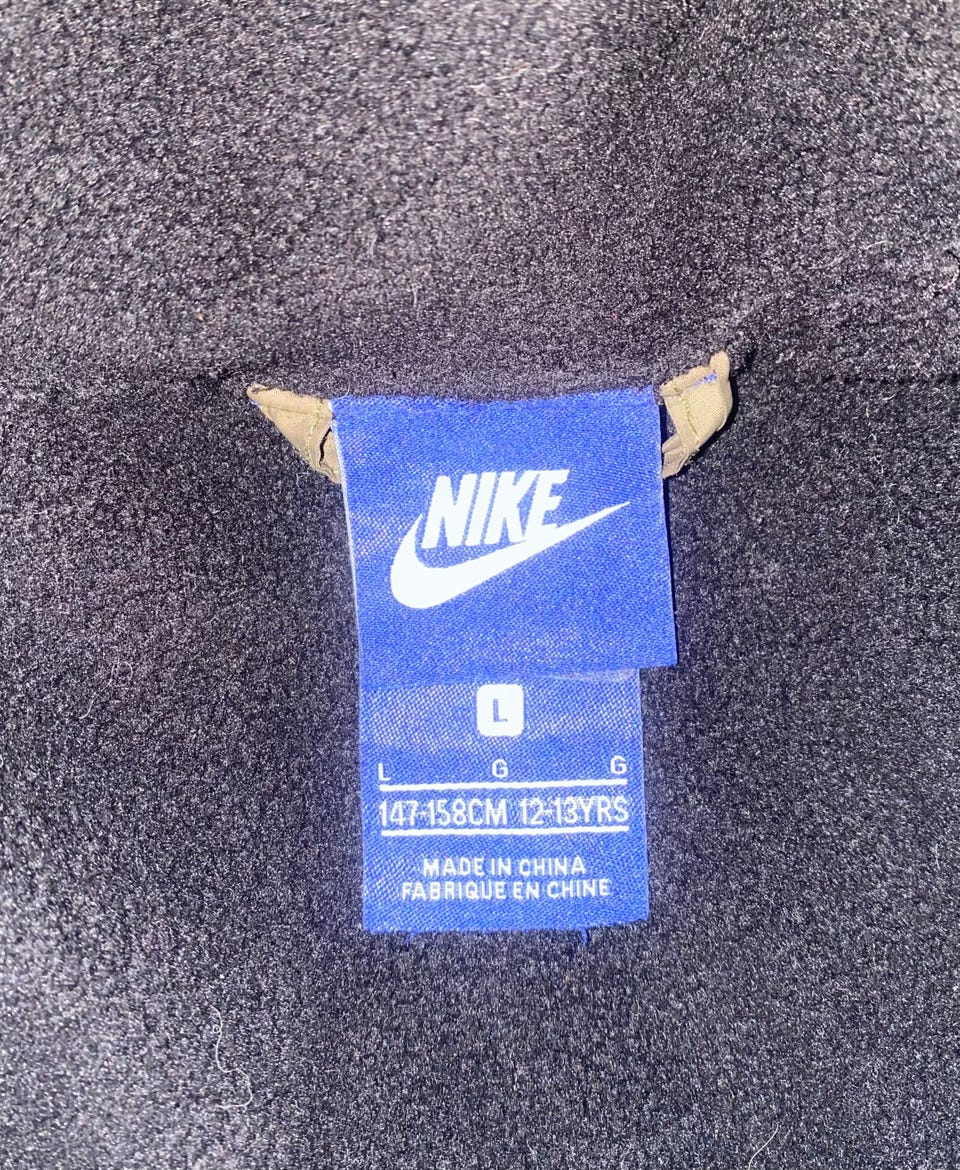 NIKE
L
L G G
147-158CM 12-13YRS
MADE IN CHINA
FABRIQUE EN CHINE